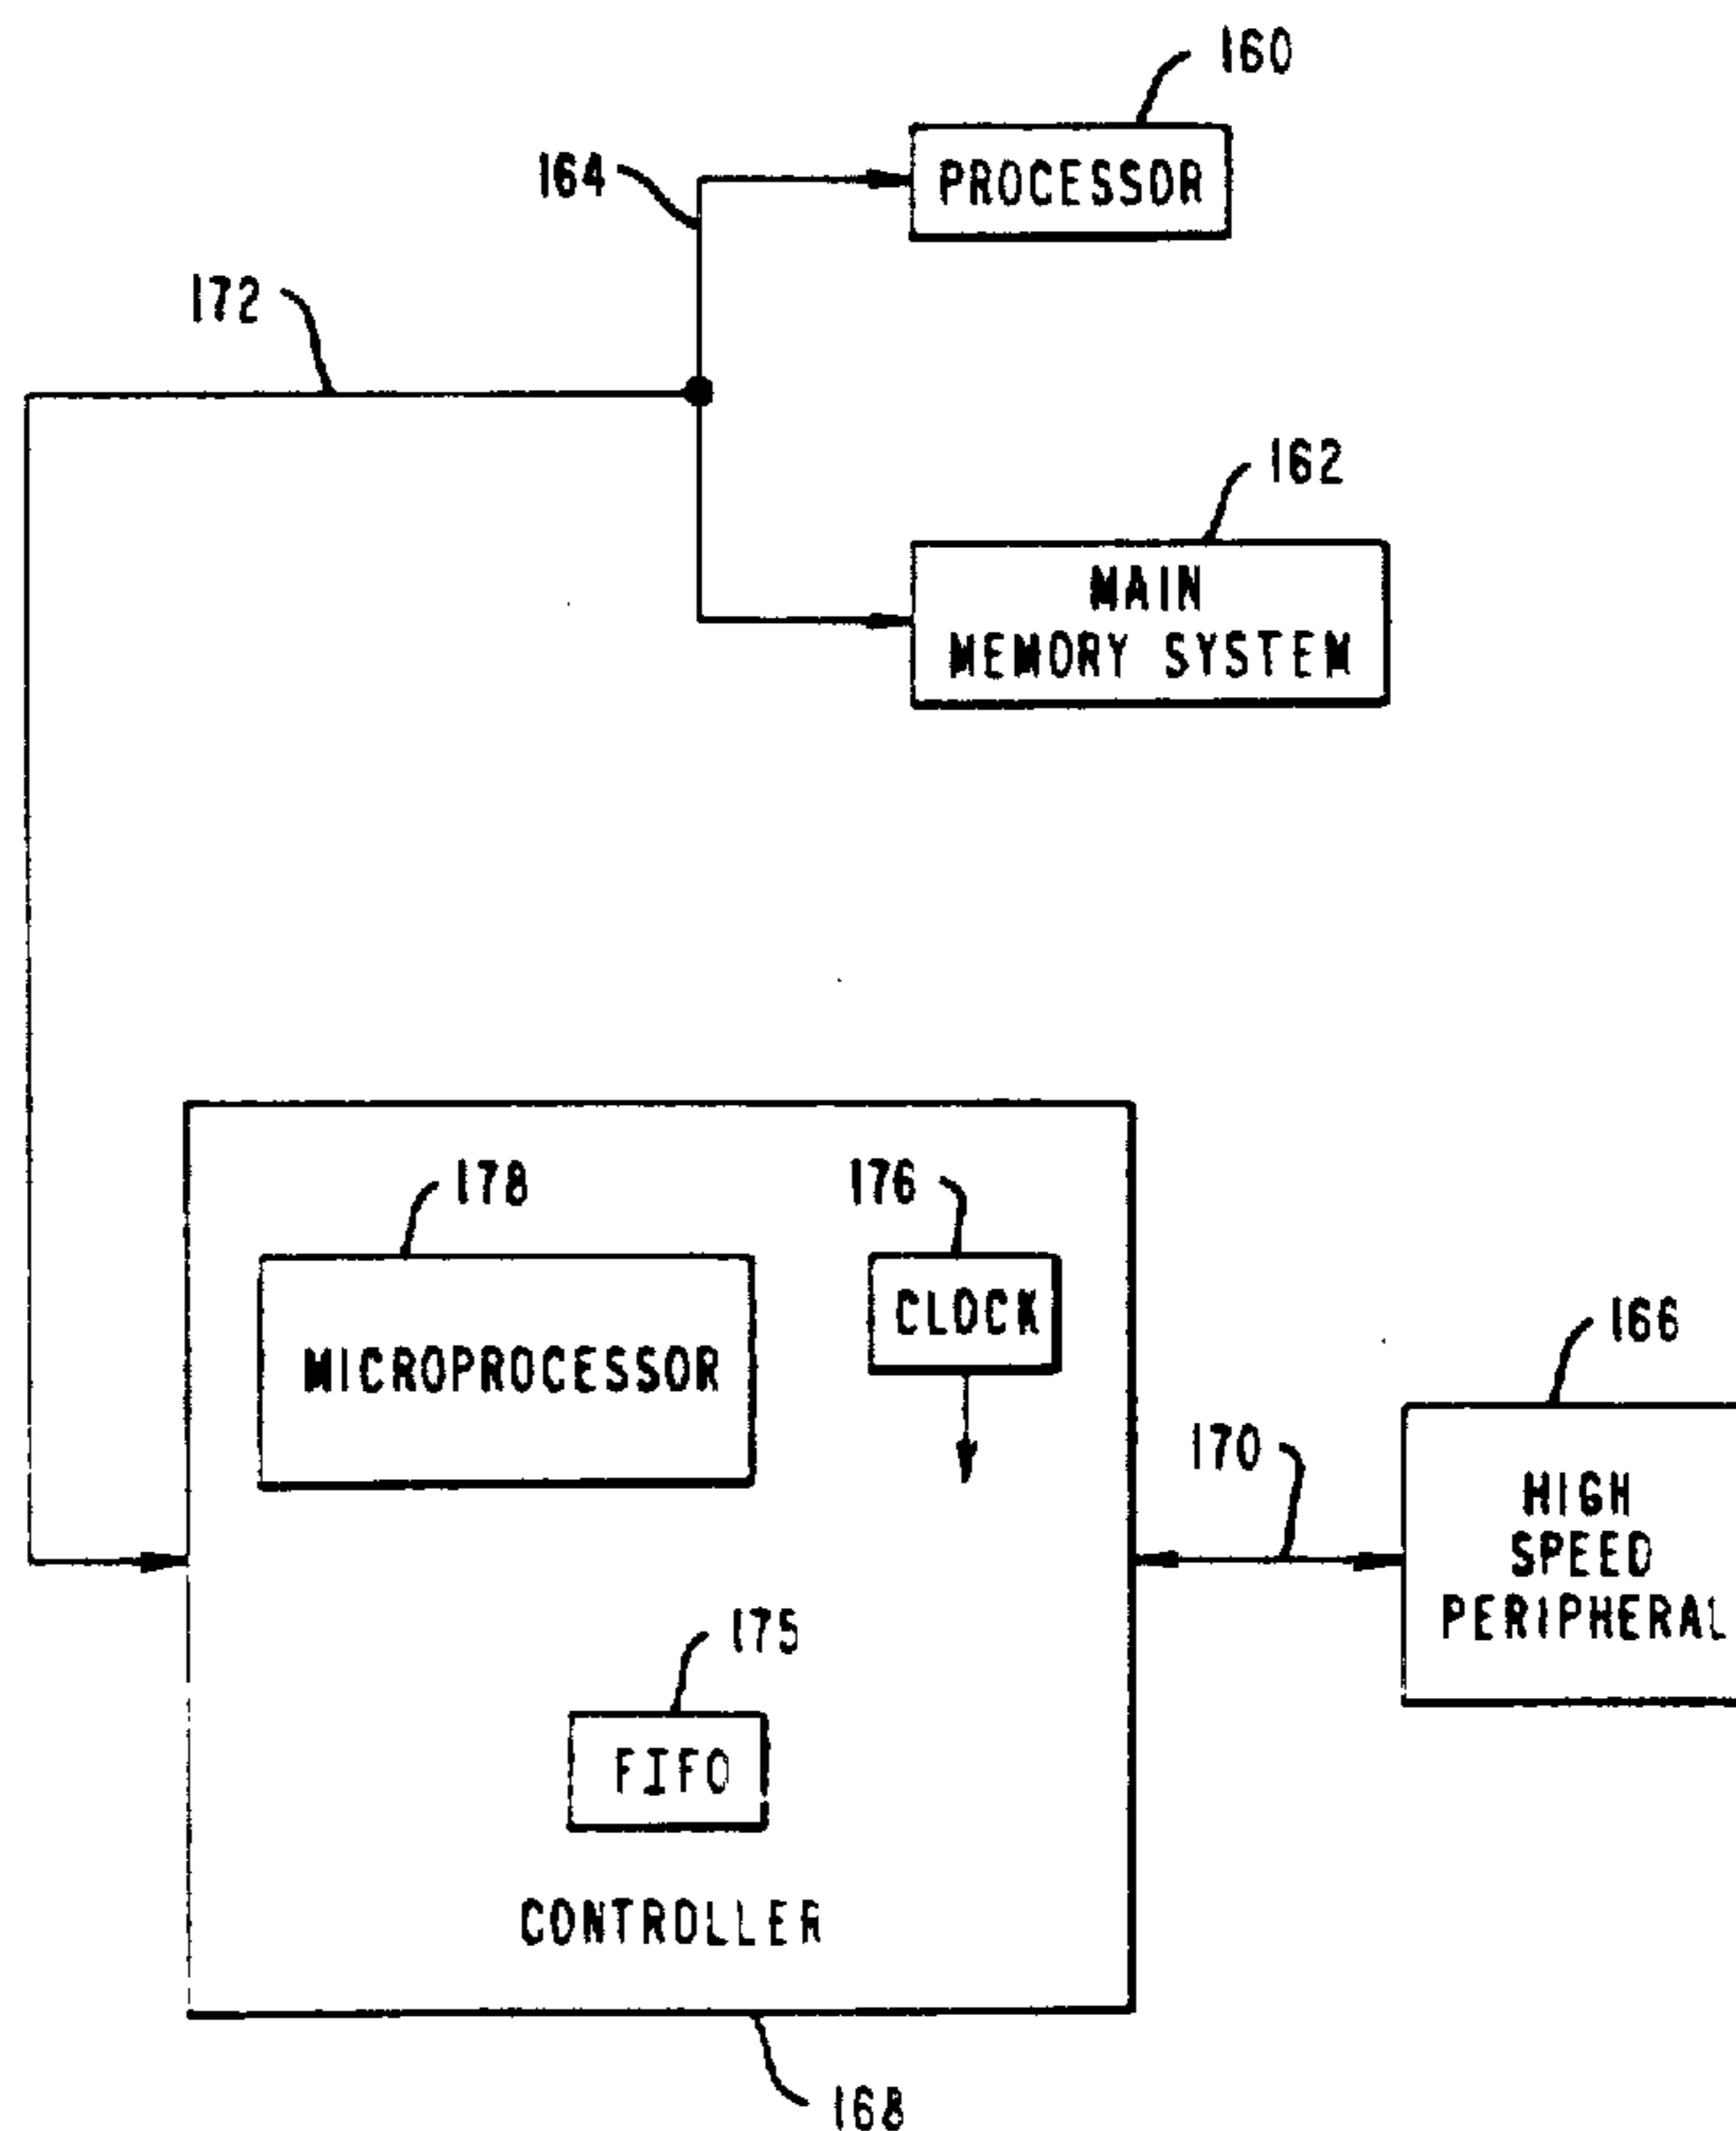 160
PROCESSOR
164
172
162
MAIN
MEMORY SYSTEM
178
176
MICROPROCESSOR
CLOCK
166
170
HIGH
SPEED
PERIPHERAL
175
FIFO
CONTROLLER
168